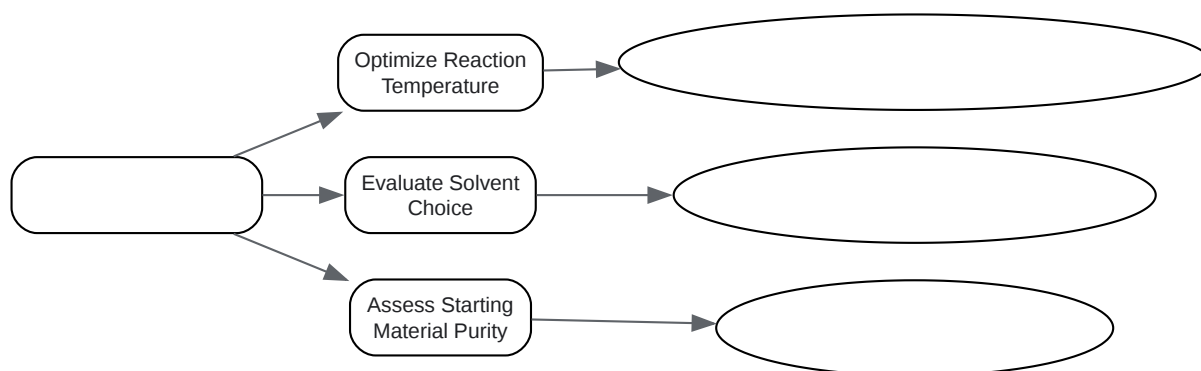 Optimize Reaction
Temperature
Evaluate Solvent
Choice
Assess Starting
Material Purity